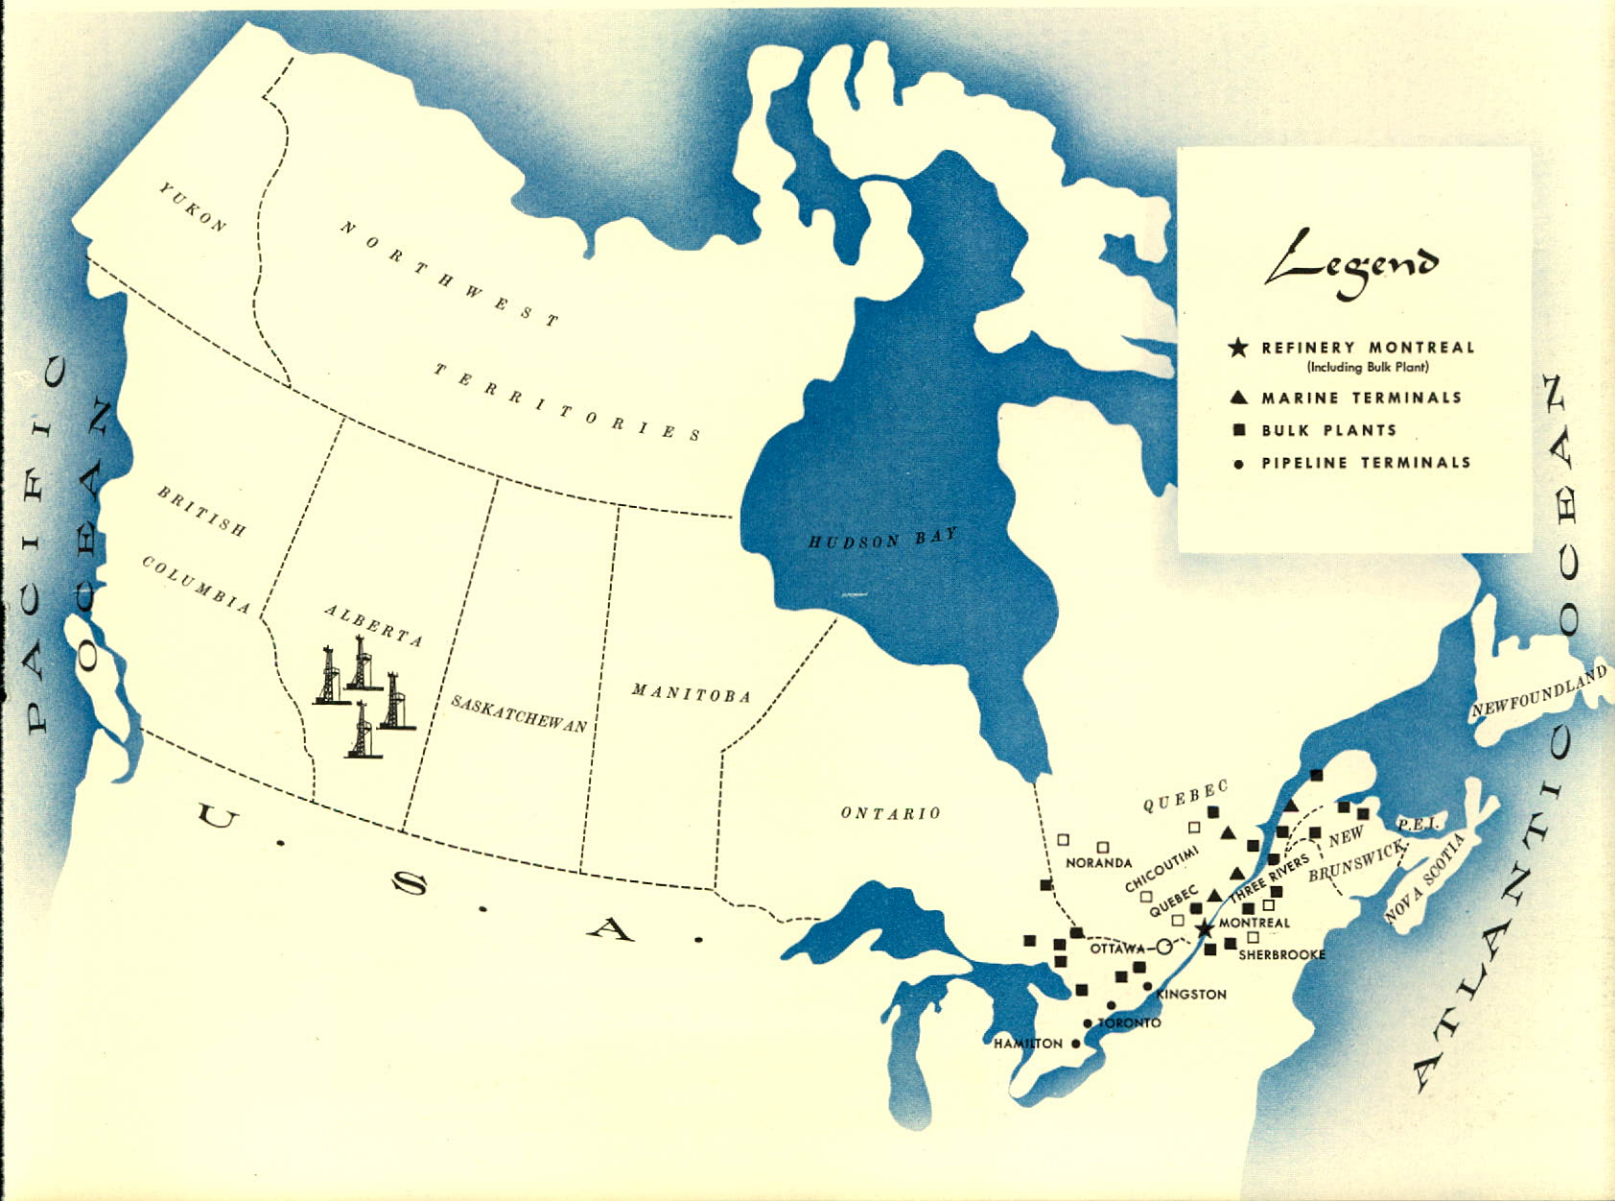 YUKON
NORTHWEST
TERRITORIES
PACIFIC
OCEAN
BRITISH
COLUMBIA
ALBERTA
SASKATCHEWAN
MANITOBA
HUDSON BAY
ONTARIO
U.S.A.
Legend
REFINERY MONTREAL
(Including Bulk Plant)
MARINE TERMINALS
BULK PLANTS
PIPELINE TERMINALS
ATLANTIC OCEAN
NEWFOUNDLAND
QUEBEC
NORANDA
CHICOUTIMI
QUEBEC
THREE RIVERS
NEW
BRUNSWICK
P.E.I.
NOVA SCOTIA
MONTREAL
OTTAWA
SHERBROOKE
KINGSTON
TORONTO
HAMILTON